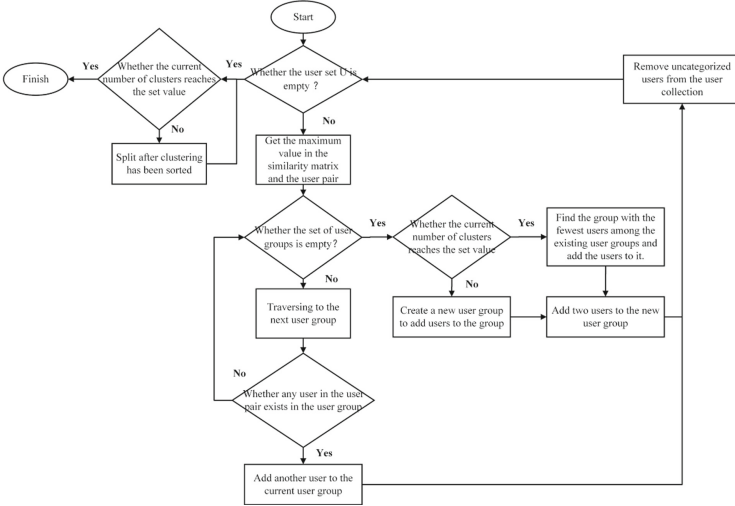 Start
Whether the user set U is
empty ?
Yes
Whether the current
number of clusters reaches
the set value
Yes
Finish
No
Split after clustering
has been sorted
Remove uncategorized
users from the user
collection
No
Get the maximum
value in the
similarity matrix
and the user pair
Whether the set of user
groups is empty?
Yes
Whether the current
number of clusters
reaches the set value
Yes
Find the group with the
fewest users among the
existing user groups and
add the users to it.
No
Traversing to the
next user group
No
Create a new user group
to add users to the group
Add two users to the new
user group
No
Whether any user in the user
pair exists in the user group
Yes
Add another user to the
current user group